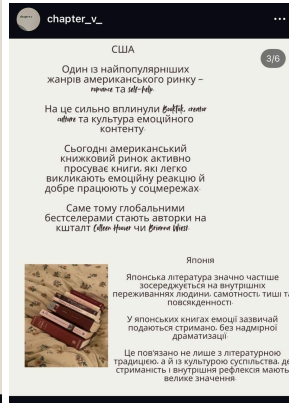 chapter_v_
3/6
США
Один із найпопулярніших
жанрів американського ринку –
romance та self-help.
На це сильно вплинули BookTok, creator
culture та культура емоційного
контенту.
Сьогодні американський
книжковий ринок активно
просуває книги, які легко
викликають емоційну реакцію й
добре працюють у соцмережах.
Саме тому глобальними
бестселерами стають авторки на
кшталт Colleen Hoover чи Brianna Wiest.
Японія
Японська література значно частіше
зосереджується на внутрішніх
переживаннях людини, самотності, тиші та
повсякденності.
У японських книгах емоції зазвичай
подаються стримано, без надмірної
драматизації.
Це пов'язано не лише з літературною
традицією, а й із культурою суспільства, де
стриманість і внутрішня рефлексія мають
велике значення.